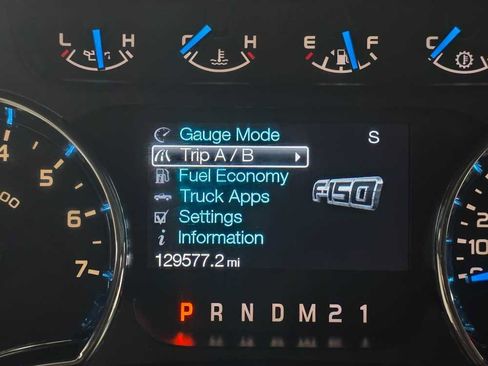 L H C H E F C
Gauge Mode S
Trip A / B
Fuel Economy
F-150
Truck Apps
Settings
Information
129577.2 mi
P R N D M 2 1
4
5
6
7
00